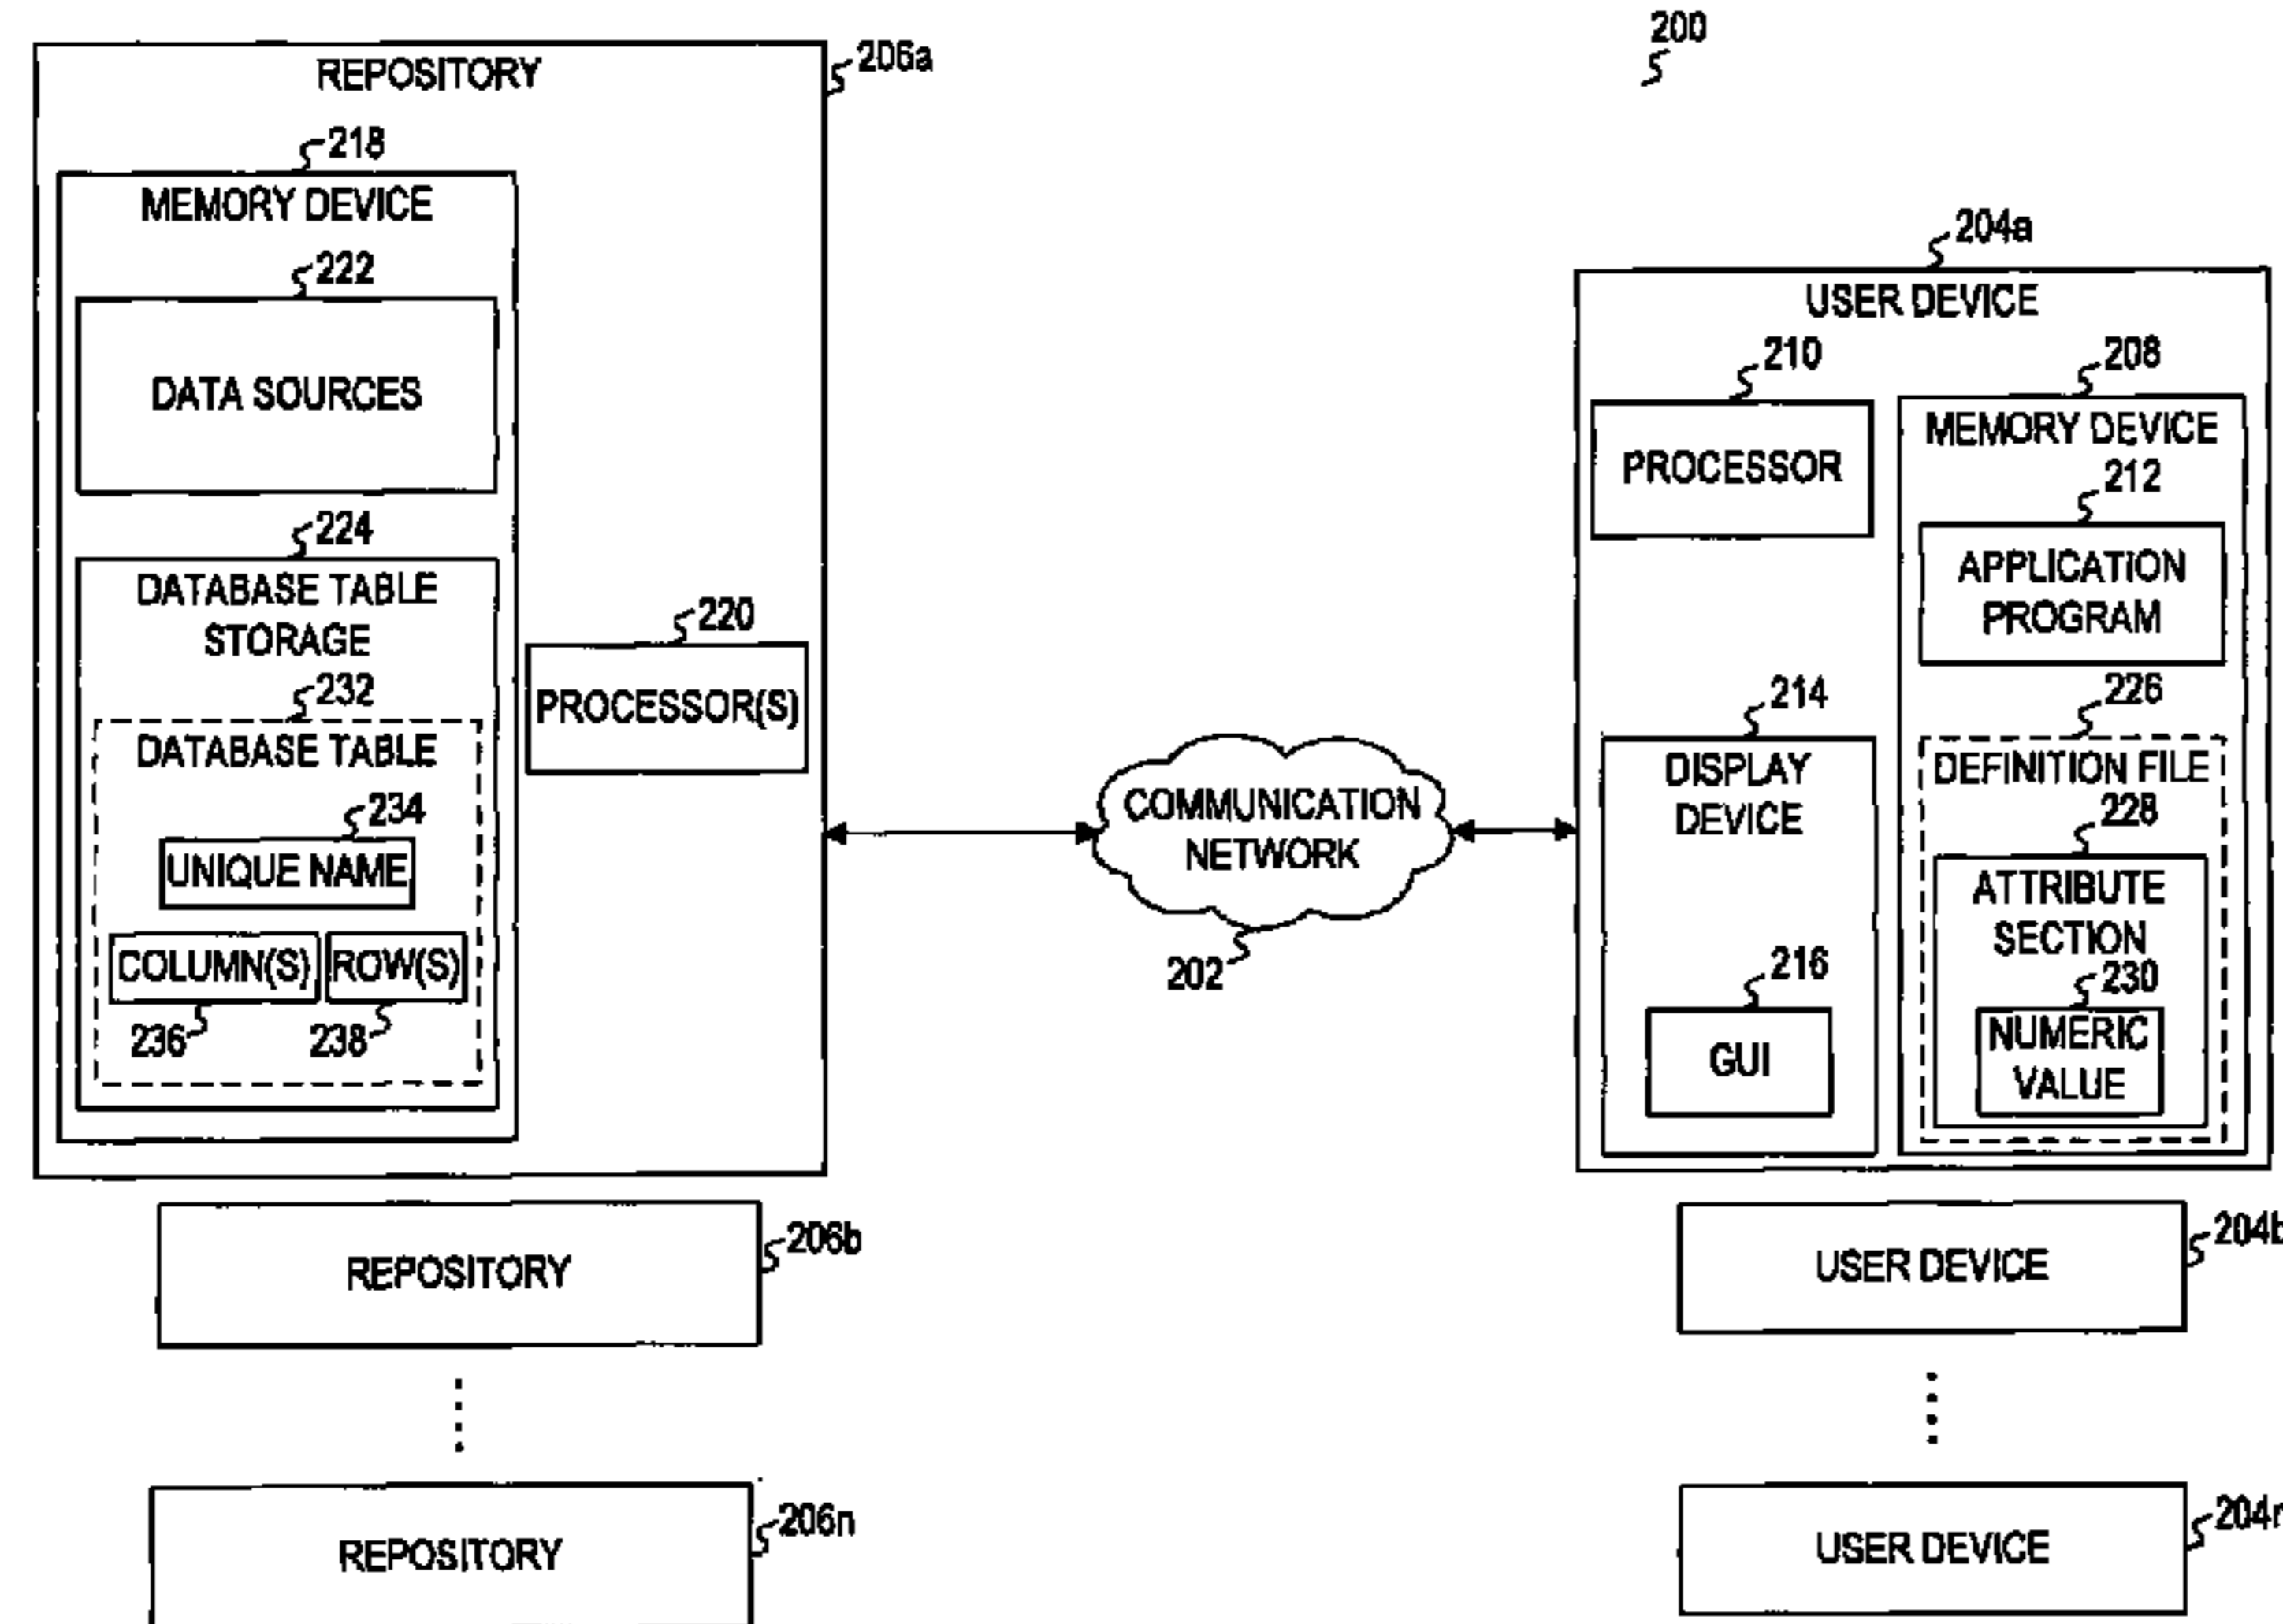 200
206a
REPOSITORY
218
MEMORY DEVICE
222
DATA SOURCES
224
DATABASE TABLE
STORAGE
232
DATABASE TABLE
234
UNIQUE NAME
COLUMN(S)
ROW(S)
236
238
220
PROCESSOR(S)
COMMUNICATION
NETWORK
202
204a
USER DEVICE
210
PROCESSOR
208
MEMORY DEVICE
212
APPLICATION
PROGRAM
214
DISPLAY
DEVICE
216
GUI
226
DEFINITION FILE
228
ATTRIBUTE
SECTION
230
NUMERIC
VALUE
206b
REPOSITORY
204b
USER DEVICE
206n
REPOSITORY
204n
USER DEVICE